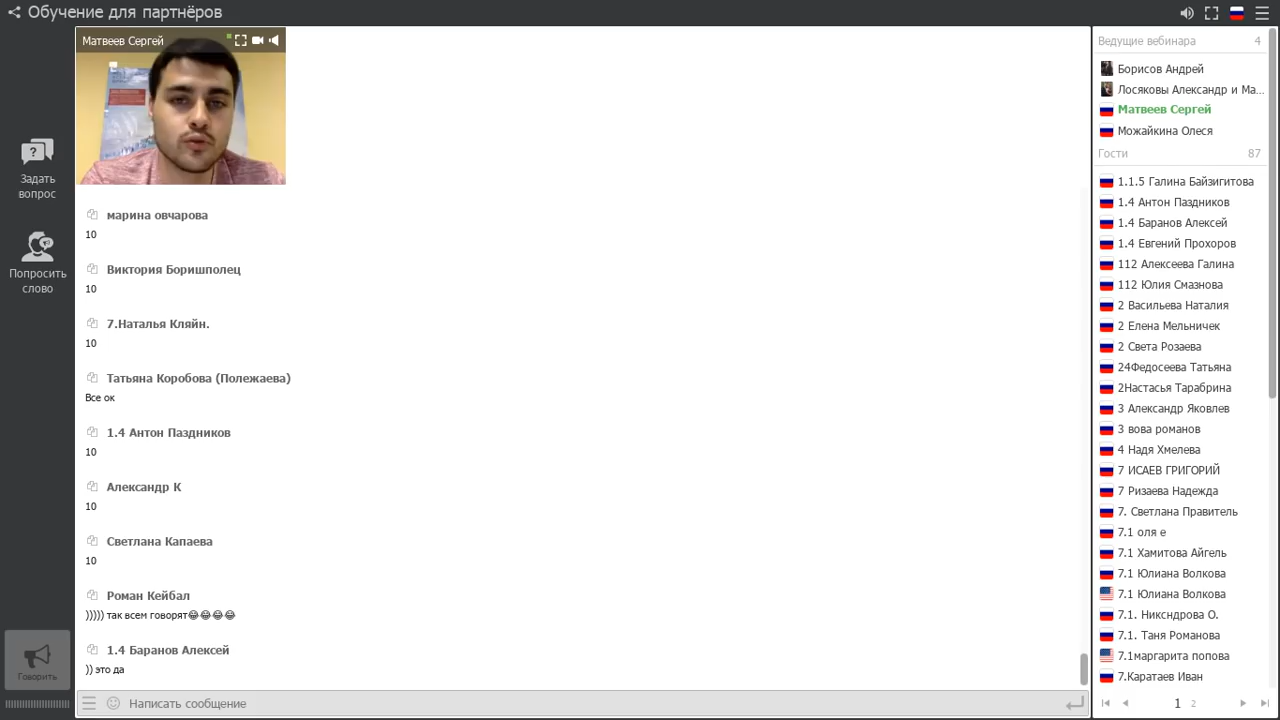 Обучение для партнёров
Матвеев Сергей
Задать
вопрос
Попросить
слово
Говорить
марина овчарова
10
Виктория Боришполец
10
7.Наталья Кляйн.
10
Татьяна Коробова (Полежаева)
Все ок
1.4 Антон Паздников
10
Александр К
10
Светлана Капаева
10
Роман Кейбал
))))) так всем говорят😂😂😂😂
1.4 Баранов Алексей
)) это да
Написать сообщение
Ведущие вебинара 4
Борисов Андрей
Лосяковы Александр и Ма...
Матвеев Сергей
Можайкина Олеся
Гости 87
1.1.5 Галина Байзигитова
1.4 Антон Паздников
1.4 Баранов Алексей
1.4 Евгений Прохоров
112 Алексеева Галина
112 Юлия Смазнова
2 Васильева Наталия
2 Елена Мельничек
2 Света Розаева
24Федосеева Татьяна
2Настасья Тарабрина
3 Александр Яковлев
3 вова романов
4 Надя Хмелева
7 ИСАЕВ ГРИГОРИЙ
7 Ризаева Надежда
7. Светлана Правитель
7.1 оля е
7.1 Хамитова Айгель
7.1 Юлиана Волкова
7.1 Юлиана Волкова
7.1. Никсндрова О.
7.1. Таня Романова
7.1маргарита попова
7.Каратаев Иван
1 2